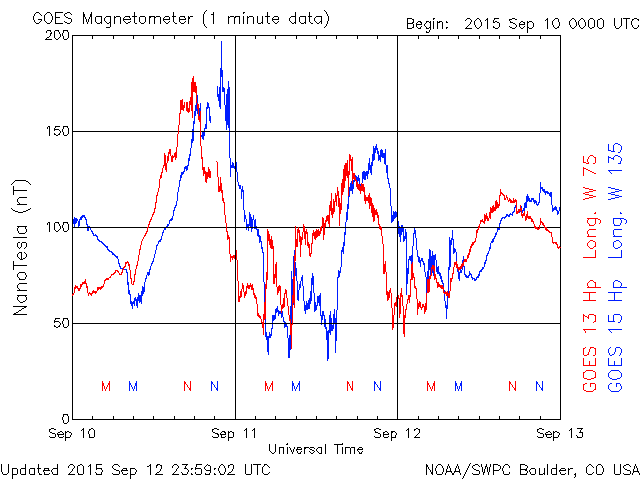 GOES Magnetometer (1 minute data)
Begin: 2015 Sep 10 0000 UTC
200
150
100
50
0
NanoTesla (nT)
M M N N M M N N M M N N
Sep 10 Sep 11 Sep 12 Sep 13
Universal Time
GOES 13 Hp Long. W 75
GOES 15 Hp Long. W 135
Updated 2015 Sep 12 23:59:02 UTC
NOAA/SWPC Boulder, CO USA